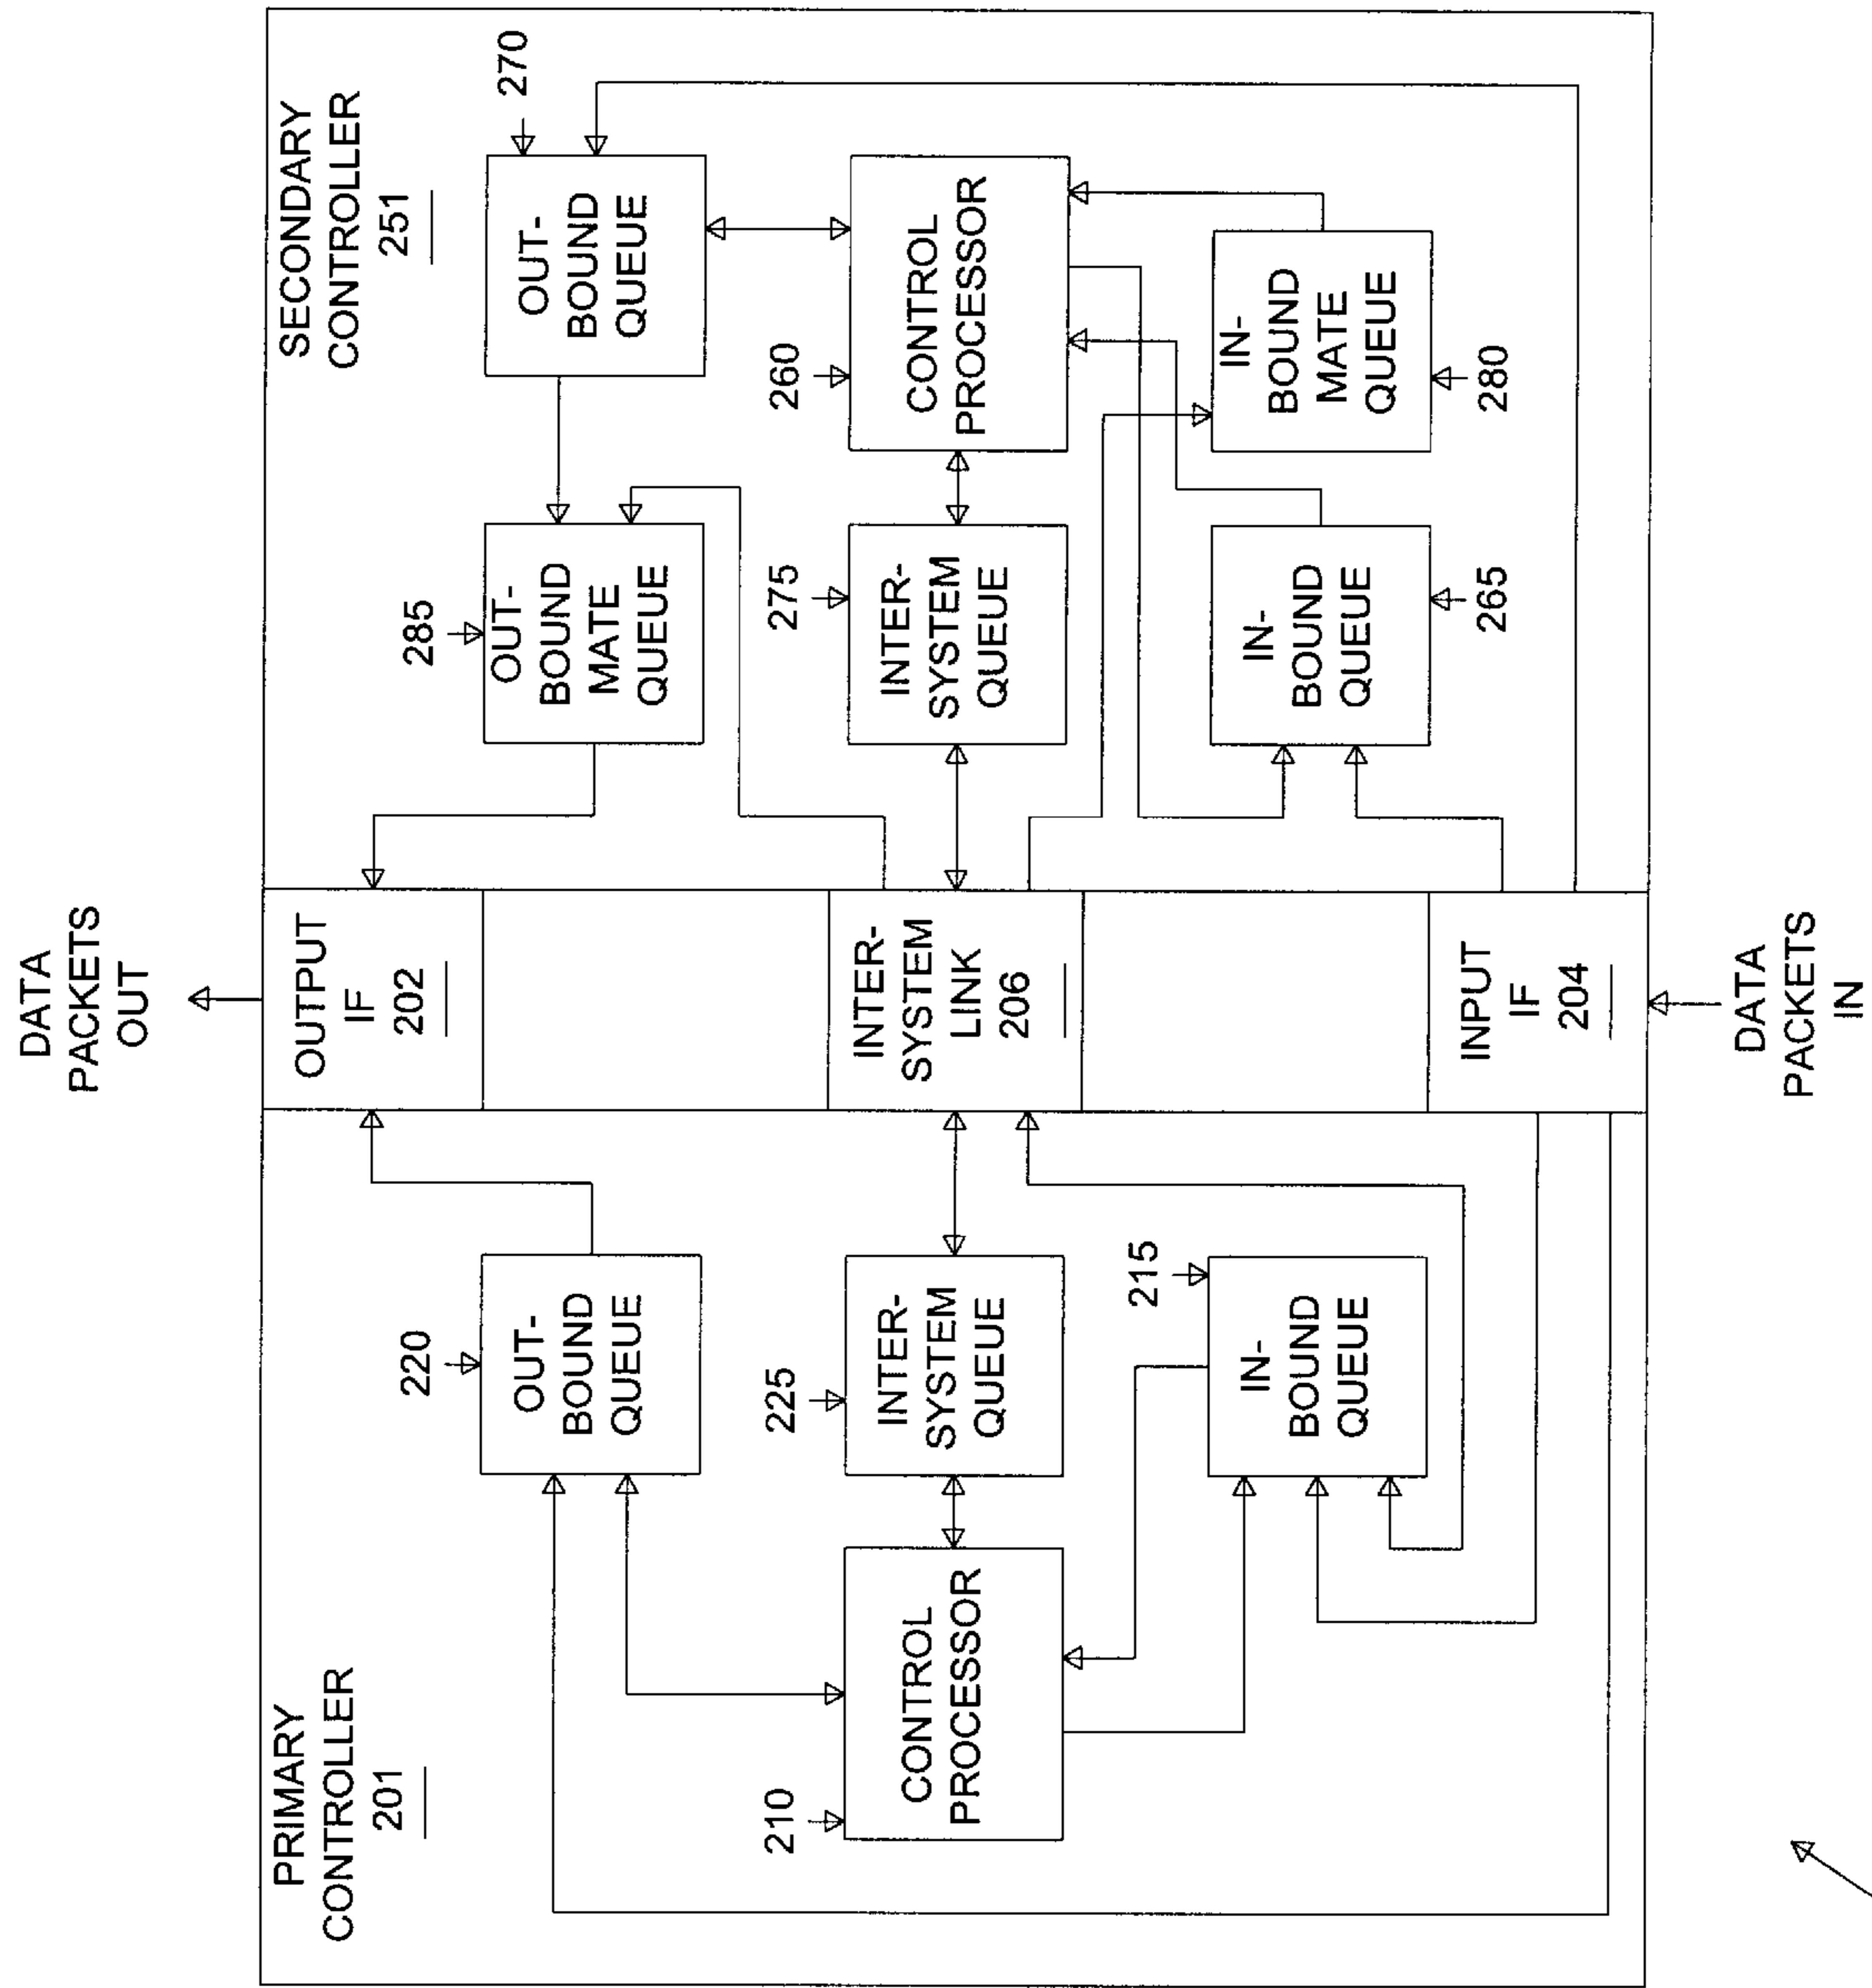 DATA
PACKETS
OUT
PRIMARY
CONTROLLER
201
OUTPUT
IF
202
SECONDARY
CONTROLLER
251
220
OUT-
BOUND
QUEUE
285
OUT-
BOUND
MATE
QUEUE
270
OUT-
BOUND
QUEUE
210
CONTROL
PROCESSOR
225
INTER-
SYSTEM
QUEUE
INTER-
SYSTEM
LINK
206
275
INTER-
SYSTEM
QUEUE
260
CONTROL
PROCESSOR
215
IN-
BOUND
QUEUE
INPUT
IF
204
IN-
BOUND
QUEUE
265
IN-
BOUND
MATE
QUEUE
280
DATA
PACKETS
IN